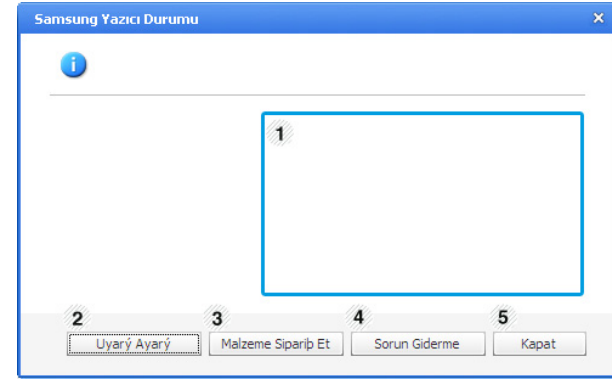 Samsung Yazıcı Durumu
1
2 3 4 5
Uyarý Ayarý Malzeme Sipariþ Et Sorun Giderme Kapat